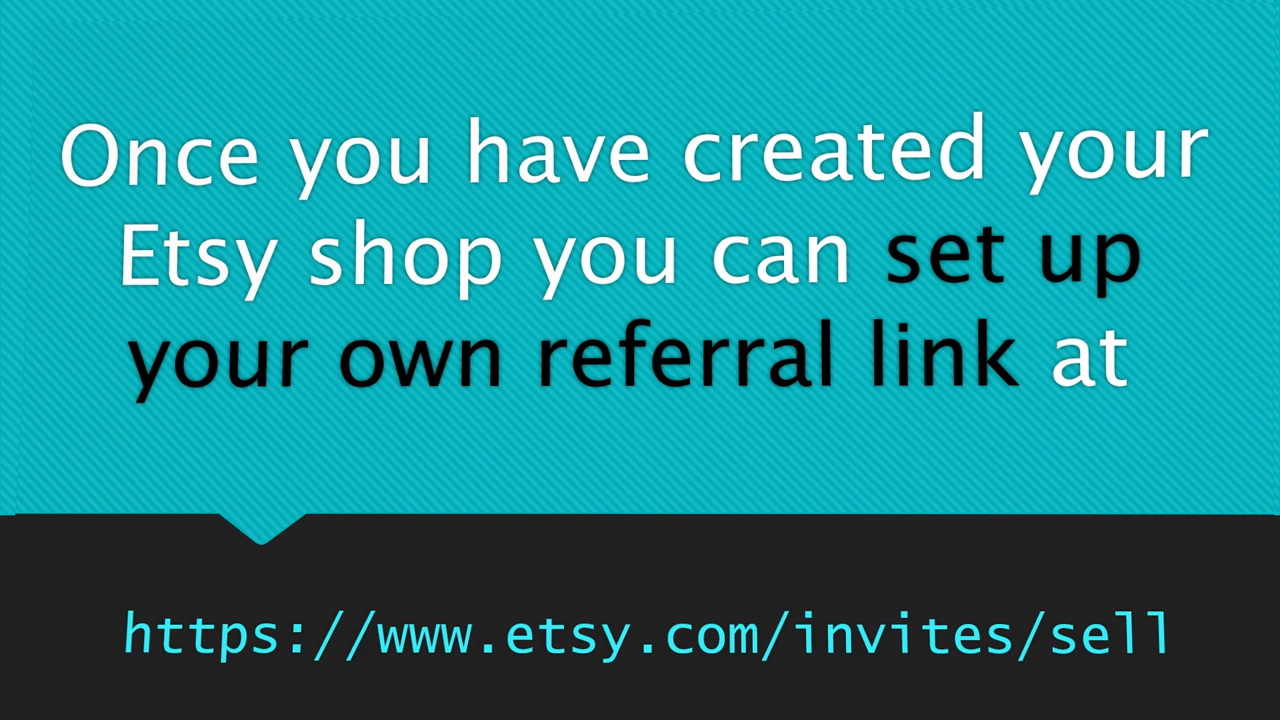 Once you have created your
Etsy shop you can set up
your own referral link at
https://www.etsy.com/invites/sell